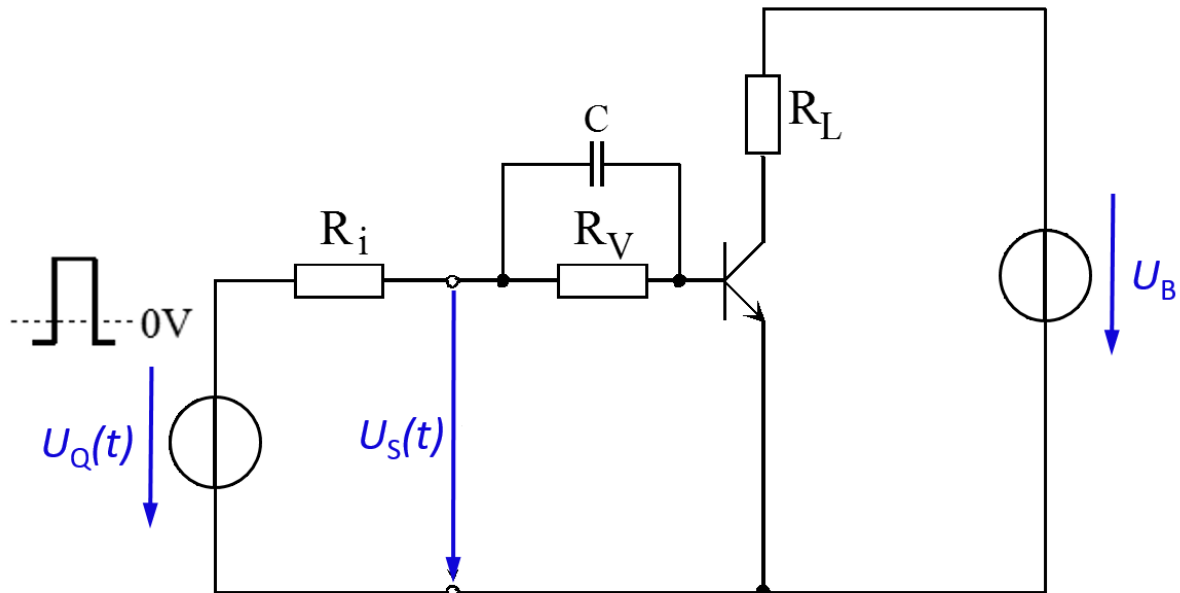 C
R_L
R_i
R_V
0V
U_B
U_Q(t)
U_S(t)